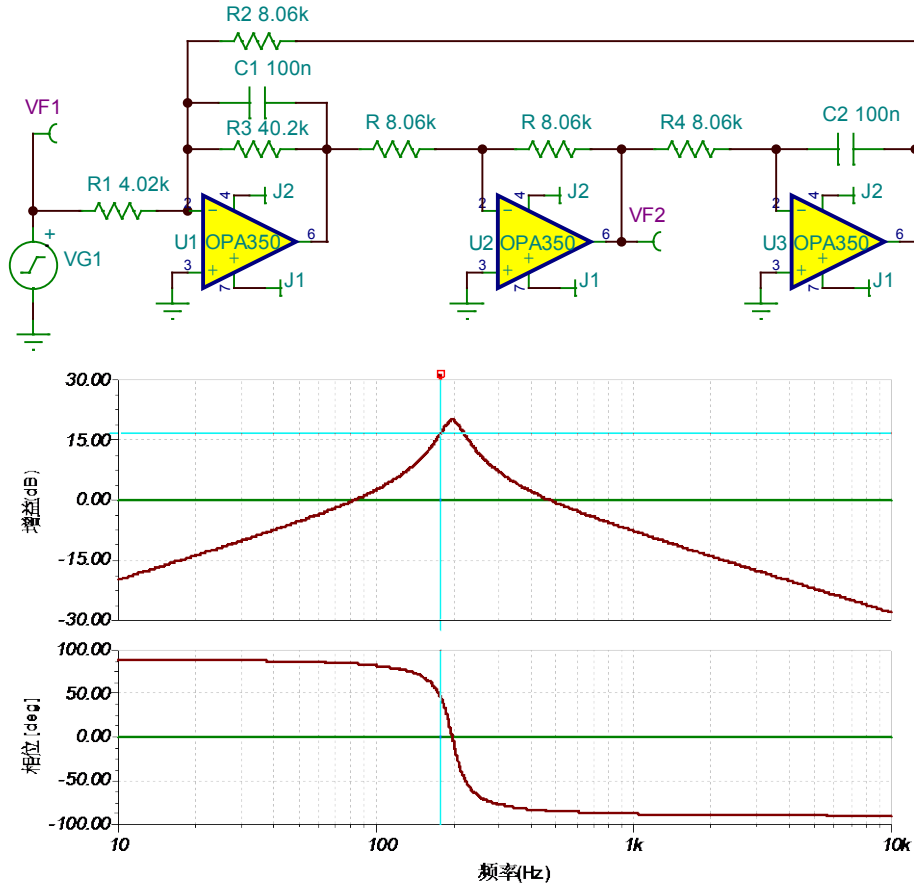 R2 8.06k
C1 100n
VF1
R3 40.2k
R 8.06k
R 8.06k
R4 8.06k
C2 100n
R1 4.02k
2
4
J2
2
4
J2
2
4
J2
U1
OPA350
6
U2
OPA350
6
VF2
U3
OPA350
6
VG1
3
7
J1
3
7
J1
3
7
J1
30.00
15.00
增益(dB)
0.00
-15.00
-30.00
100.00
50.00
相位[deg]
0.00
-50.00
-100.00
10
100
1k
10k
频率(Hz)